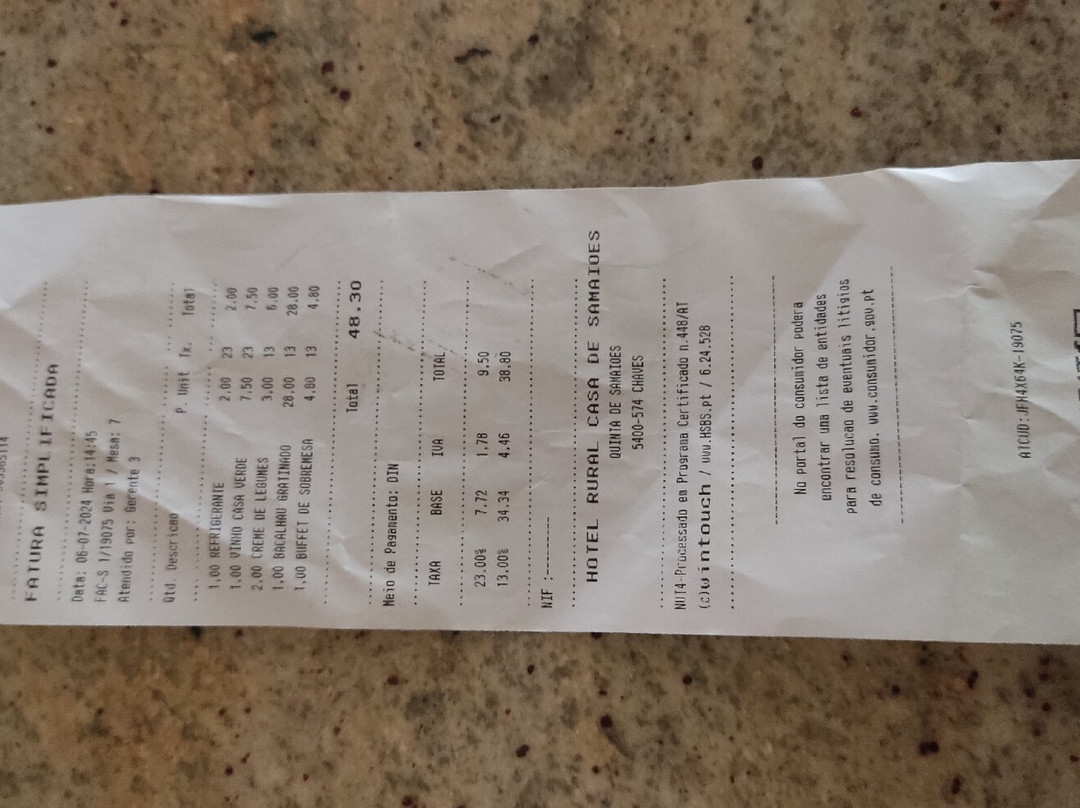 FATURA SIMPLIFICADA
Data: 06-07-2024 Hora:14:45
FAC-S 1/19075 Via 1 / Mesa: 7
Atendido por: Gerente 3
Qtd. Descricao P. Unit Tx. Total
1,00 REFRIGERANTE 2,00 23 2,00
1,00 VINHO CASA VERDE 7,50 23 7,50
2,00 CREME DE LEGUMES 3,00 13 6,00
1,00 BACALHAU GRATINADO 28,00 13 28,00
1,00 BUFFET DE SOBREMESA 4,80 13 4,80
Total 48.30
Meio de Pagamento: DIN
TAXA BASE IVA TOTAL
23.00% 7.72 1.78 9.50
13.00% 34.34 4.46 38.80
NIF :-------
HOTEL RURAL CASA DE SAMAIOES
QUINTA DE SAMAIOES
5400-574 CHAVES
NUT4-Processado em Programa Certificado n.448/AT
(c)wintouch / www.HSBS.pt / 6.24.528
No portal do consumidor podera
encontrar uma lista de entidades
para resolucao de eventuais litigios
de consumo. www.consumidor.gov.pt
ATCUD:JFH4X64K-19075